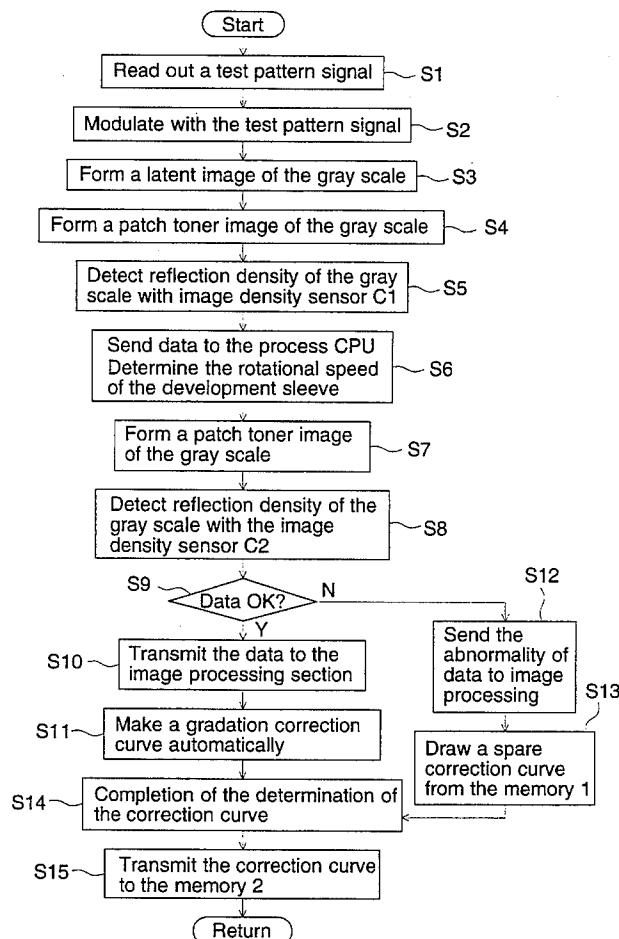 Start
Read out a test pattern signal
S1
Modulate with the test pattern signal
S2
Form a latent image of the gray scale
S3
Form a patch toner image of the gray scale
S4
Detect reflection density of the gray
scale with image density sensor C1
S5
Send data to the process CPU
Determine the rotational speed
of the development sleeve
S6
Form a patch toner image
of the gray scale
S7
Detect reflection density of the
gray scale with the image
density sensor C2
S8
S9
Data OK?
N
Y
S12
Send the
abnormality of
data to image
processing
S10
Transmit the data to the
image processing section
S13
Draw a spare
correction curve
from the memory 1
S11
Make a gradation correction
curve automatically
S14
Completion of the determination of
the correction curve
S15
Transmit the correction curve
to the memory 2
Return